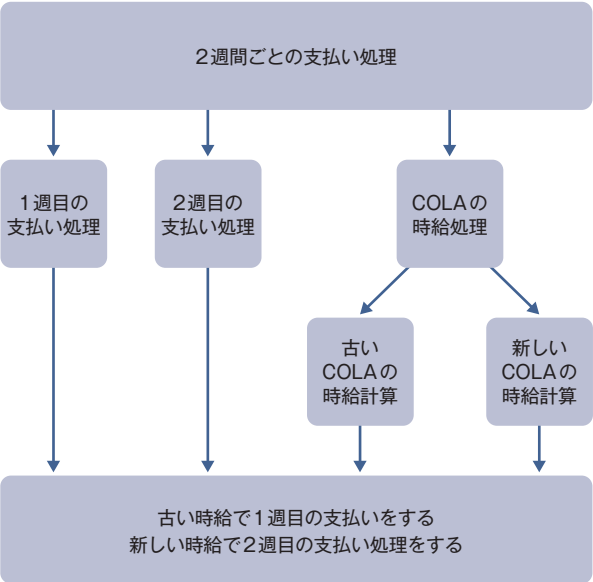 2週間ごとの支払い処理
1週目の
支払い処理
2週目の
支払い処理
COLAの
時給処理
古い
COLAの
時給計算
新しい
COLAの
時給計算
古い時給で1週目の支払いをする
新しい時給で2週目の支払い処理をする